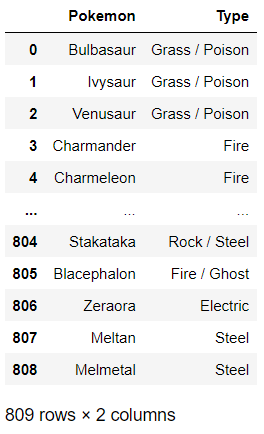 Pokemon Type
0 Bulbasaur Grass / Poison
1 Ivysaur Grass / Poison
2 Venusaur Grass / Poison
3 Charmander Fire
4 Charmeleon Fire
... ... ...
804 Stakataka Rock / Steel
805 Blacephalon Fire / Ghost
806 Zeraora Electric
807 Meltan Steel
808 Melmetal Steel
809 rows × 2 columns